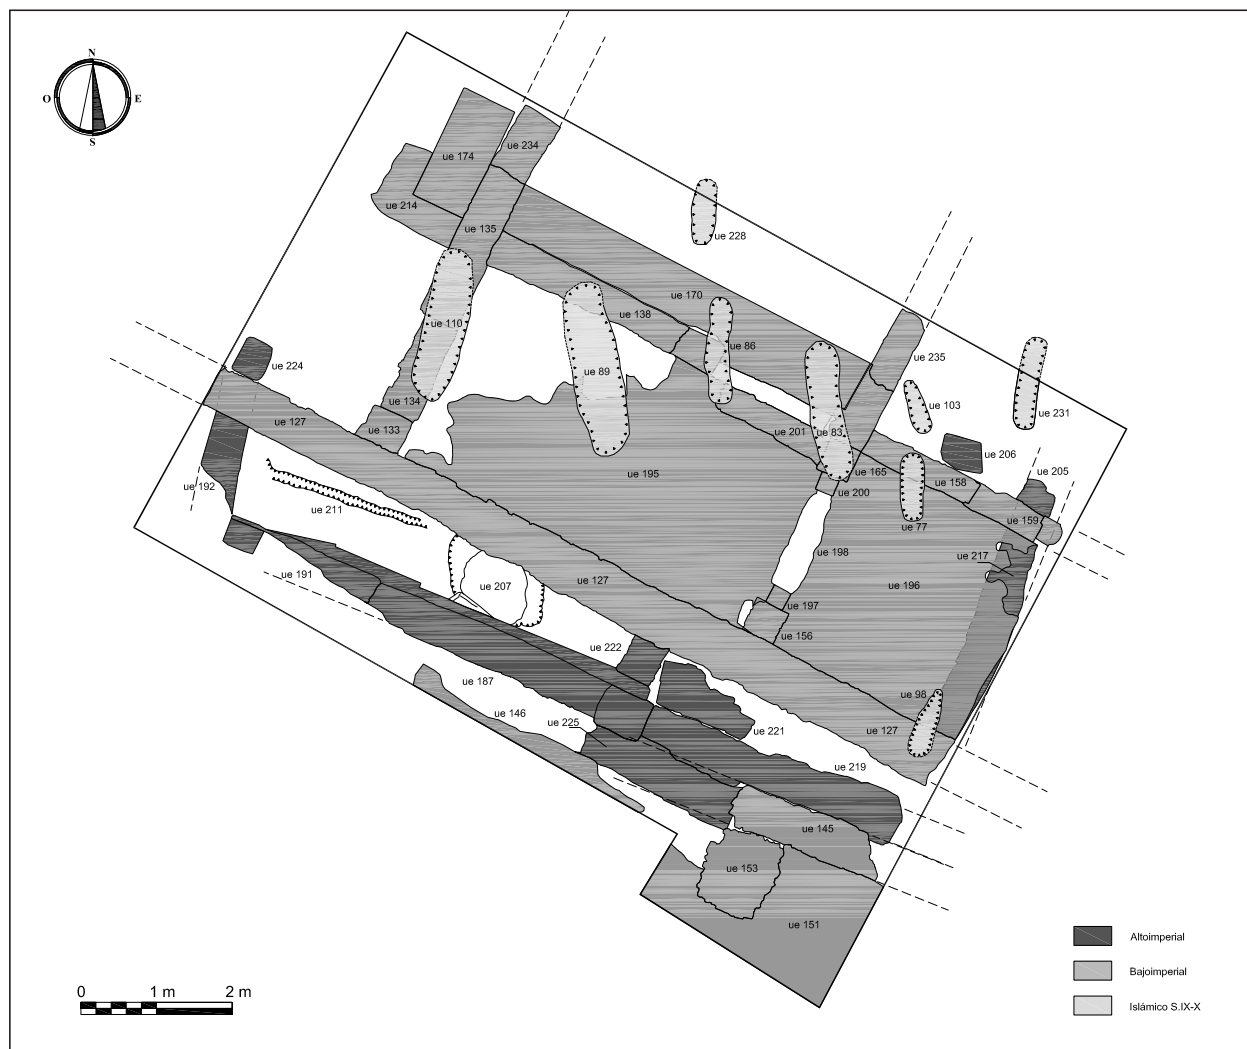 N
O
E
S
ue 174
ue 234
ue 214
ue 135
ue 228
ue 170
ue 138
ue 110
ue 86
ue 235
ue 224
ue 89
ue 134
ue 103
ue 231
ue 127
ue 133
ue 201
ue 83
ue 206
ue 195
ue 165
ue 205
ue 192
ue 200
ue 158
ue 211
ue 77
ue 159
ue 198
ue 217
ue 191
ue 207
ue 127
ue 196
ue 197
ue 156
ue 222
ue 187
ue 98
ue 146
ue 225
ue 221
ue 127
ue 219
ue 145
ue 153
ue 151
Altoimperial
Bajoimperial
Islámico S.IX-X
0 1 m 2 m